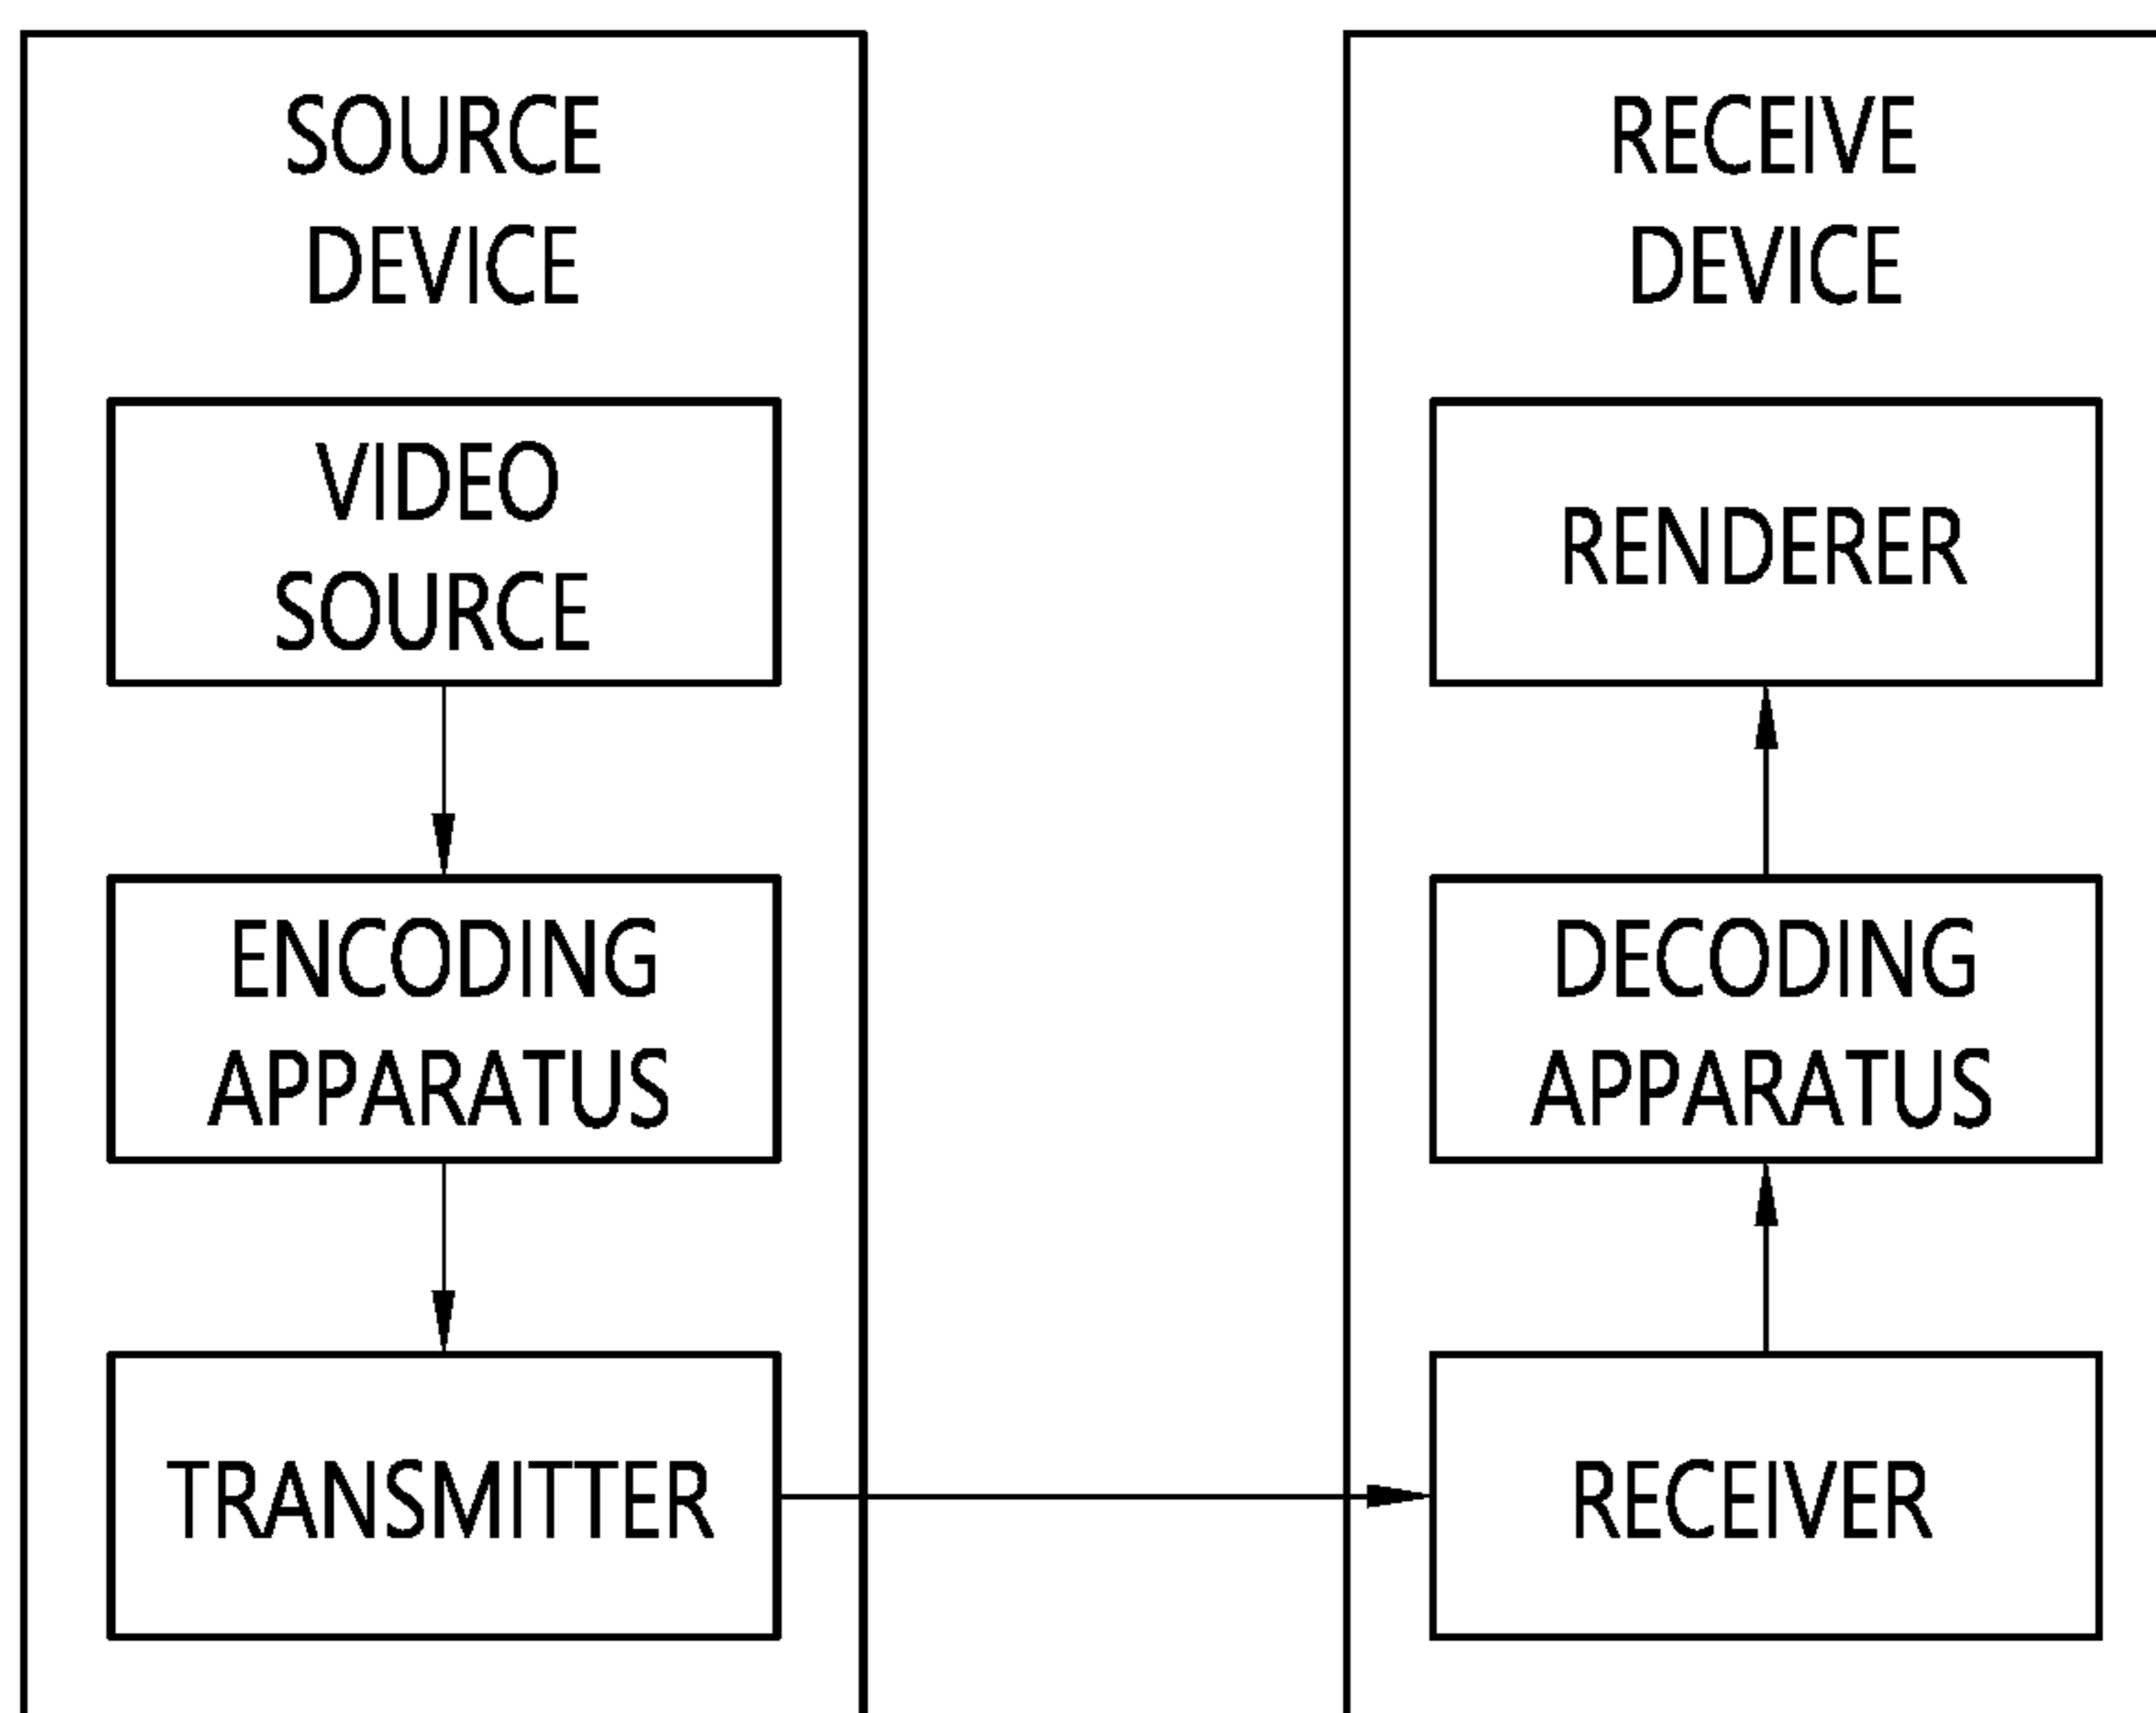 SOURCE
DEVICE
VIDEO
SOURCE
ENCODING
APPARATUS
TRANSMITTER
RECEIVE
DEVICE
RENDERER
DECODING
APPARATUS
RECEIVER